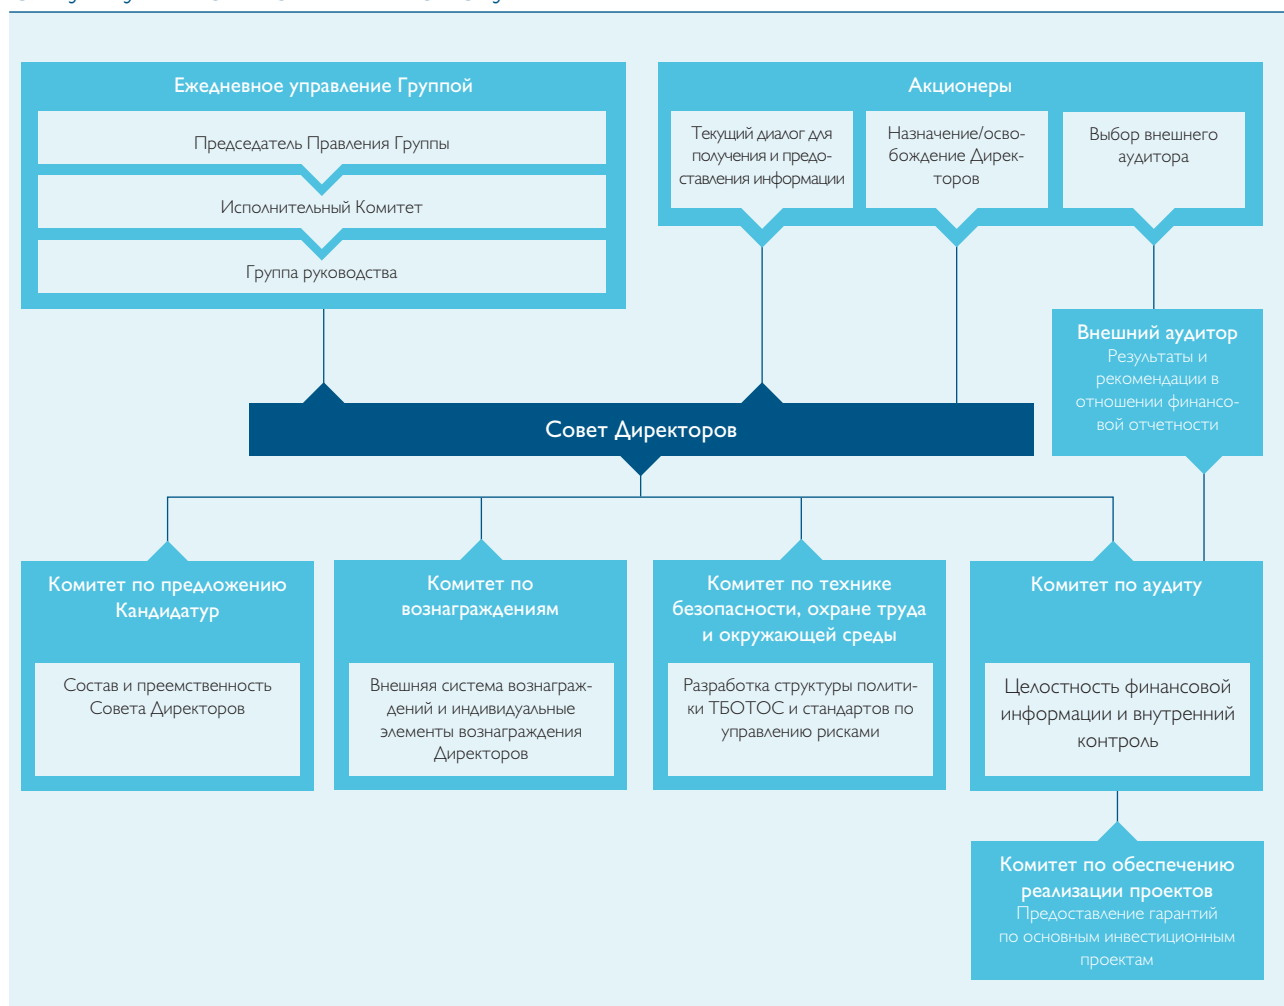 Ежедневное управление Группой
Председатель Правления Группы
Исполнительный Комитет
Группа руководства
Акционеры
Текущий диалог для
получения и предо-
ставления информации
Назначение/осво-
бождение Дирек-
торов
Выбор внешнего
аудитора
Внешний аудитор
Результаты и
рекомендации в
отношении финансо-
вой отчетности
Совет Директоров
Комитет по предложению
Кандидатур
Состав и преемственность
Совета Директоров
Комитет по
вознаграждениям
Внешняя система вознаграж-
дений и индивидуальные
элементы вознаграждения
Директоров
Комитет по технике
безопасности, охране труда
и окружающей среды
Разработка структуры полити-
ки ТБОТОС и стандартов по
управлению рисками
Комитет по аудиту
Целостность финансовой
информации и внутренний
контроль
Комитет по обеспечению
реализации проектов
Предоставление гарантий
по основным инвестиционным
проектам